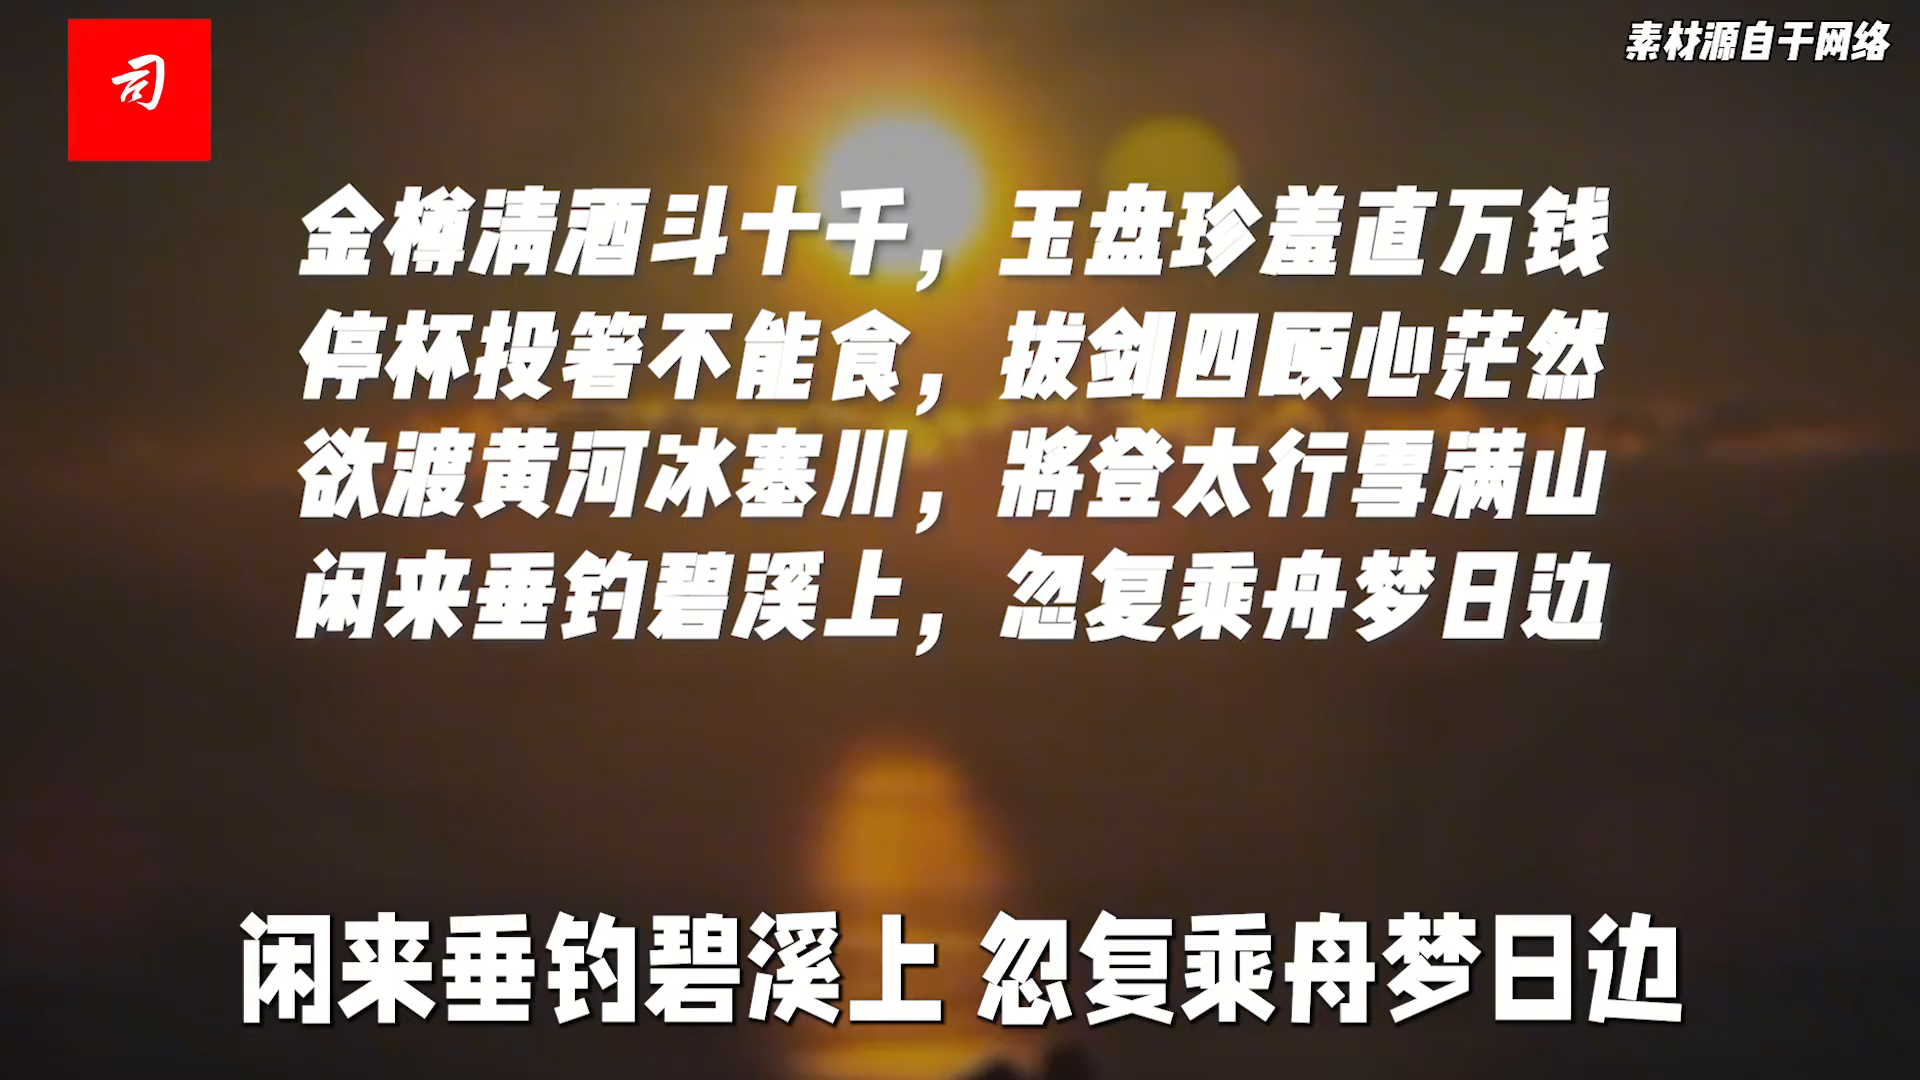 司
素材源自于网络
金樽清酒斗十千，玉盘珍羞直万钱
停杯投箸不能食，拔剑四顾心茫然
欲渡黄河冰塞川，將登太行雪满山
闲来垂钓碧溪上，忽复乘舟梦日边
闲来垂钓碧溪上 忽复乘舟梦日边